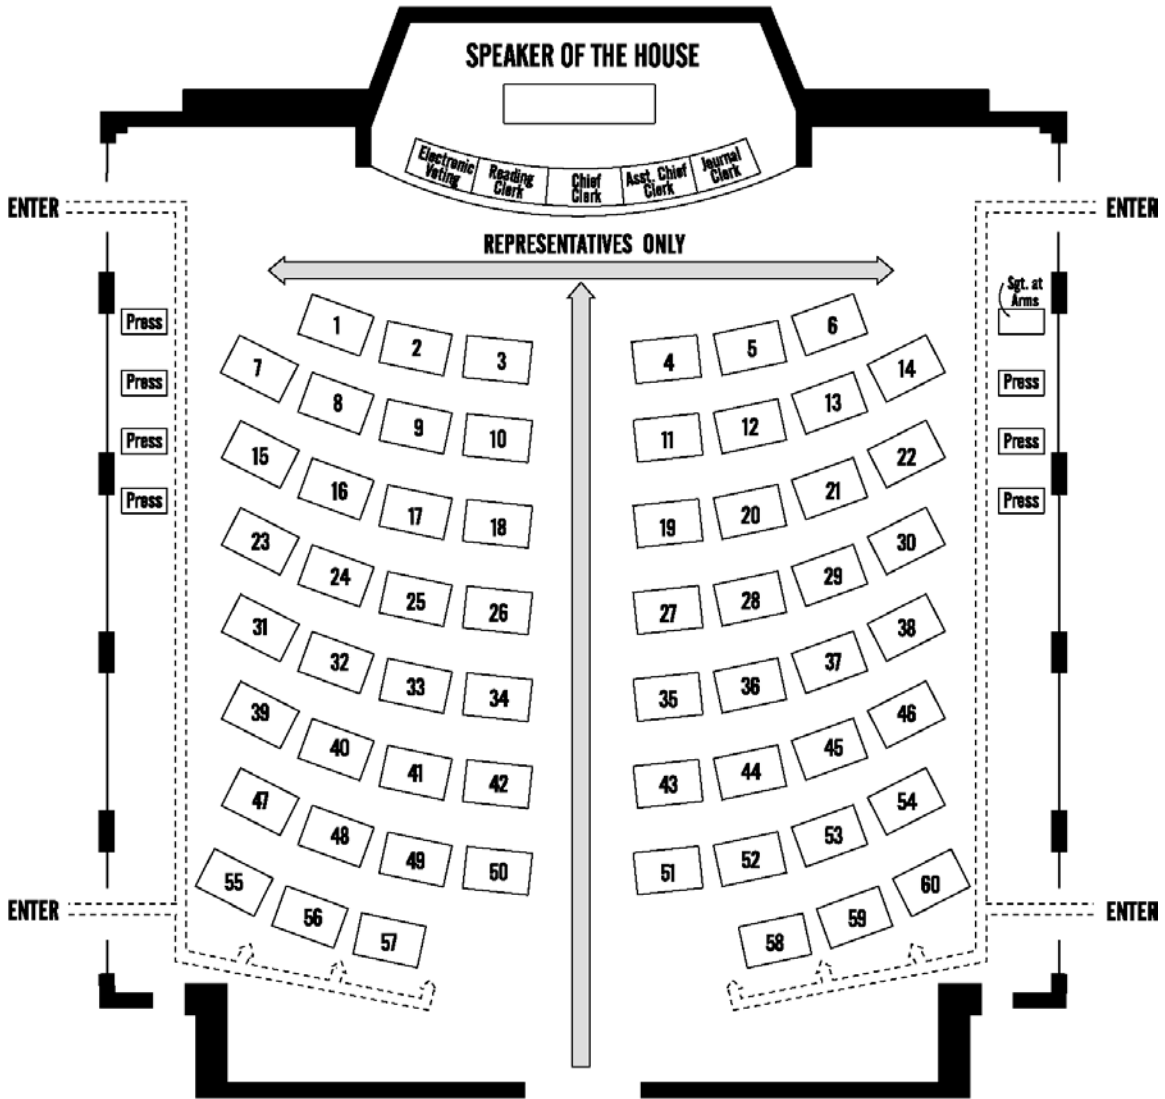 SPEAKER OF THE HOUSE
Electronic
Voting
Reading
Clerk
Chief
Clerk
Asst. Chief
Clerk
Journal
Clerk
ENTER
ENTER
REPRESENTATIVES ONLY
Sgt. at
Arms
Press
Press
Press
Press
Press
Press
Press
1 2 3 4 5 6
7 8 9 10 11 12 13 14
15 16 17 18 19 20 21 22
23 24 25 26 27 28 29 30
31 32 33 34 35 36 37 38
39 40 41 42 43 44 45 46
47 48 49 50 51 52 53 54
55 56 57 58 59 60
ENTER
ENTER